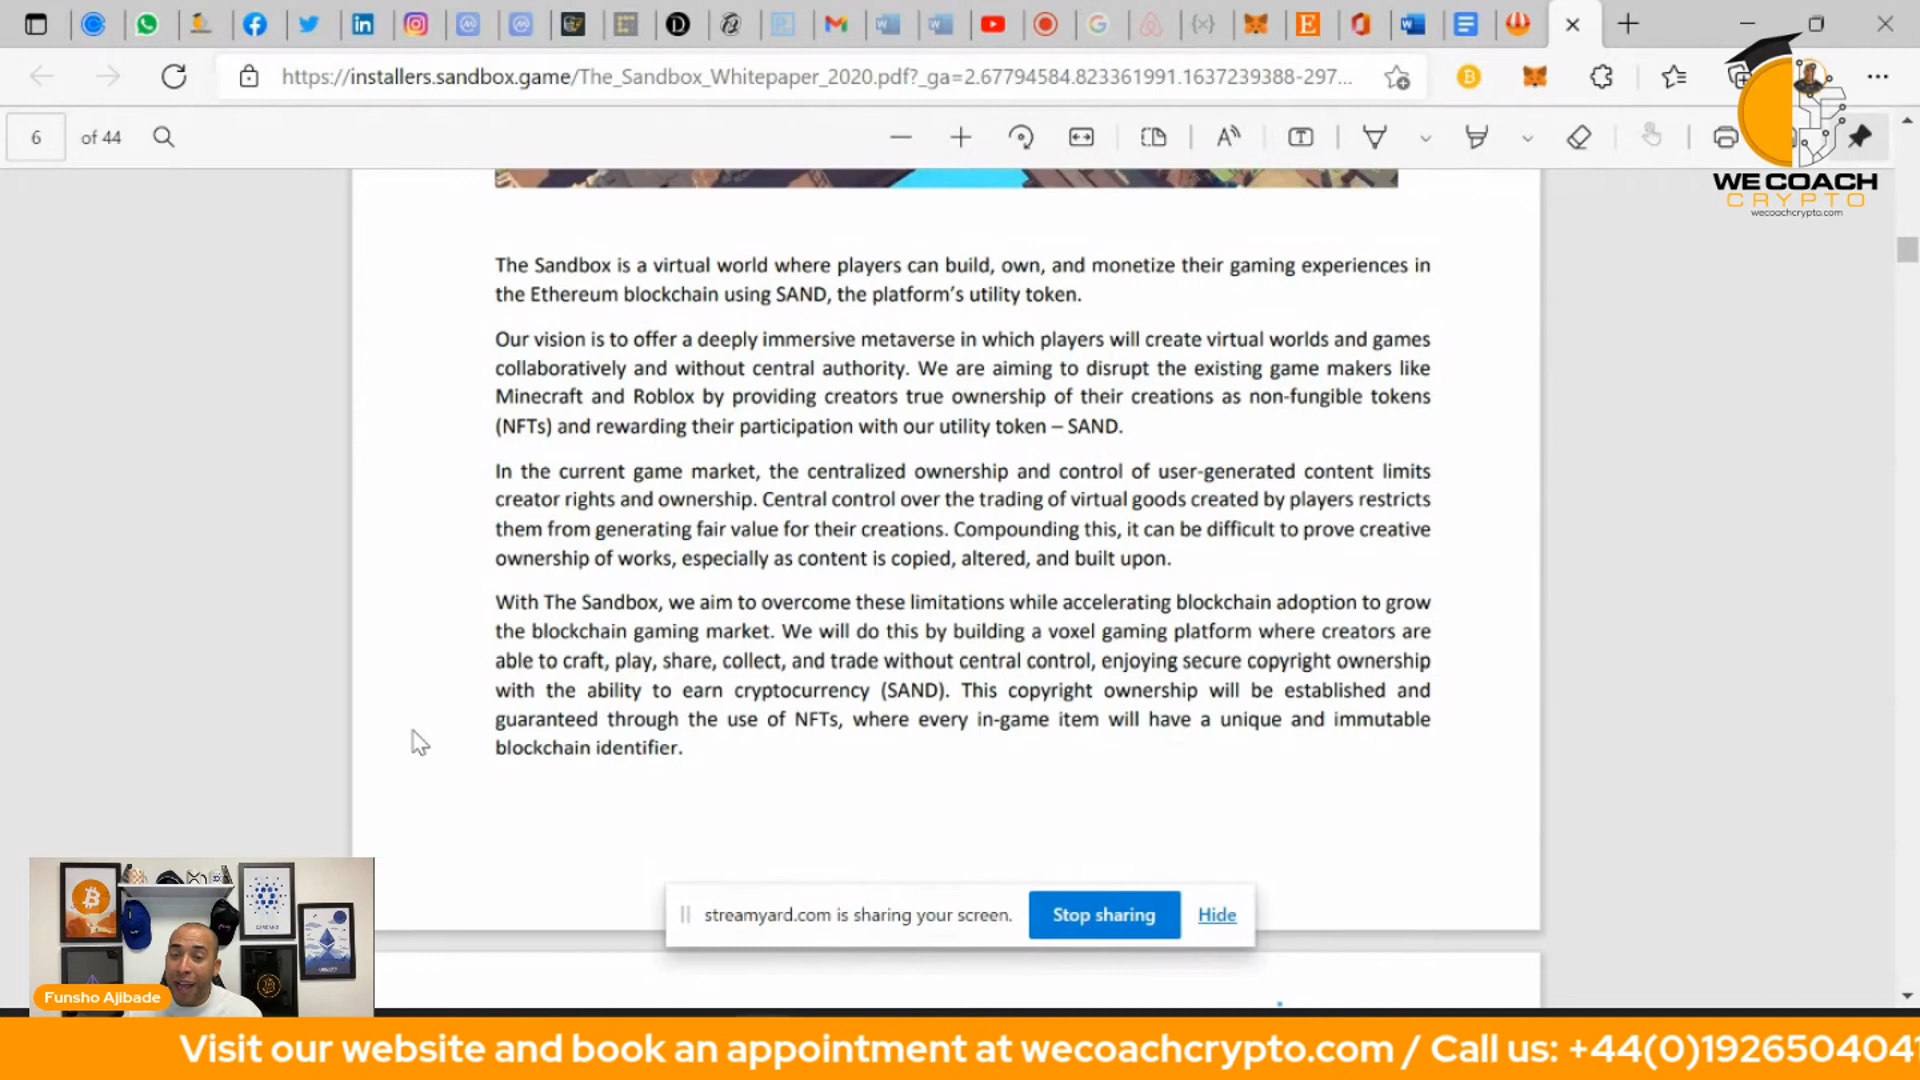 https://installers.sandbox.game/The_Sandbox_Whitepaper_2020.pdf?_ga=2.67794584.823361991.1637239388-297...
6 of 44
WE COACH
CRYPTO
wecoachcrypto.com
The Sandbox is a virtual world where players can build, own, and monetize their gaming experiences in
the Ethereum blockchain using SAND, the platform's utility token.
Our vision is to offer a deeply immersive metaverse in which players will create virtual worlds and games
collaboratively and without central authority. We are aiming to disrupt the existing game makers like
Minecraft and Roblox by providing creators true ownership of their creations as non-fungible tokens
(NFTs) and rewarding their participation with our utility token – SAND.
In the current game market, the centralized ownership and control of user-generated content limits
creator rights and ownership. Central control over the trading of virtual goods created by players restricts
them from generating fair value for their creations. Compounding this, it can be difficult to prove creative
ownership of works, especially as content is copied, altered, and built upon.
With The Sandbox, we aim to overcome these limitations while accelerating blockchain adoption to grow
the blockchain gaming market. We will do this by building a voxel gaming platform where creators are
able to craft, play, share, collect, and trade without central control, enjoying secure copyright ownership
with the ability to earn cryptocurrency (SAND). This copyright ownership will be established and
guaranteed through the use of NFTs, where every in-game item will have a unique and immutable
blockchain identifier.
streamyard.com is sharing your screen. Stop sharing Hide
Funsho Ajibade
Visit our website and book an appointment at wecoachcrypto.com / Call us: +44(0)1926504041